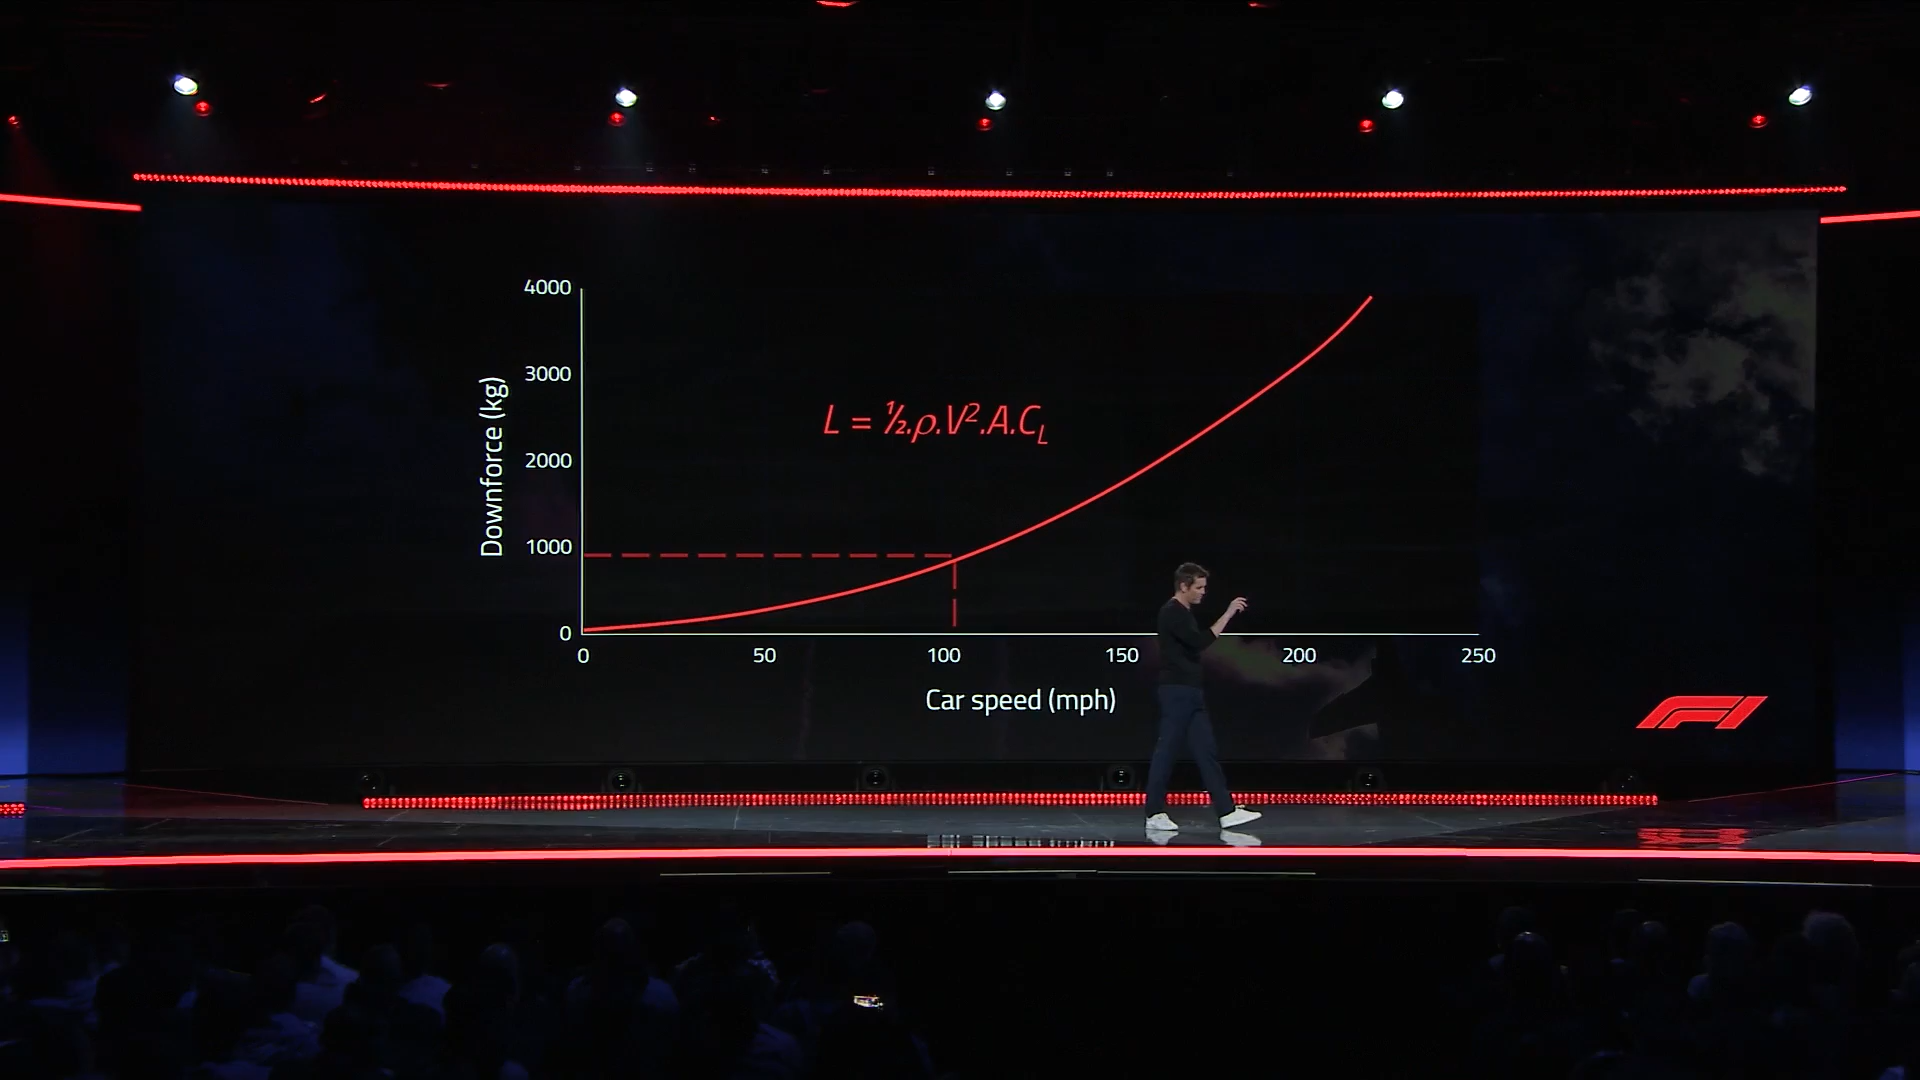 4000
3000
2000
1000
0
Downforce (kg)
L = ½.ρ.V².A.C_L
0 50 100 150 200 250
Car speed (mph)
F1